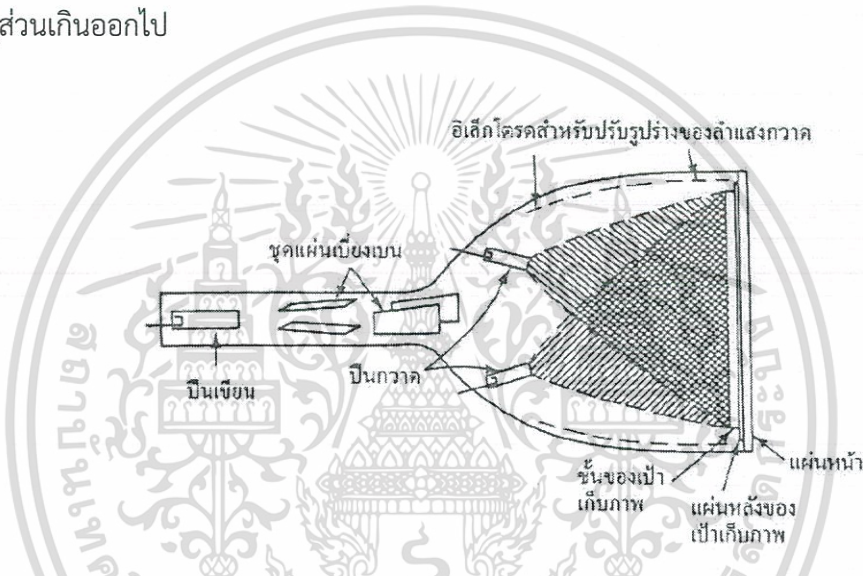 ส่วนเกินออกไป
อิเล็กโตรดสำหรับปรับรูปร่างของลำแสงกวาด
ชุดแผ่นเบี่ยงเบน
ปืนเขียน
ปืนกวาด
ชั้นของเป้า
เก็บภาพ
แผ่นหลังของ
เป้าเก็บภาพ
แผ่นหน้า